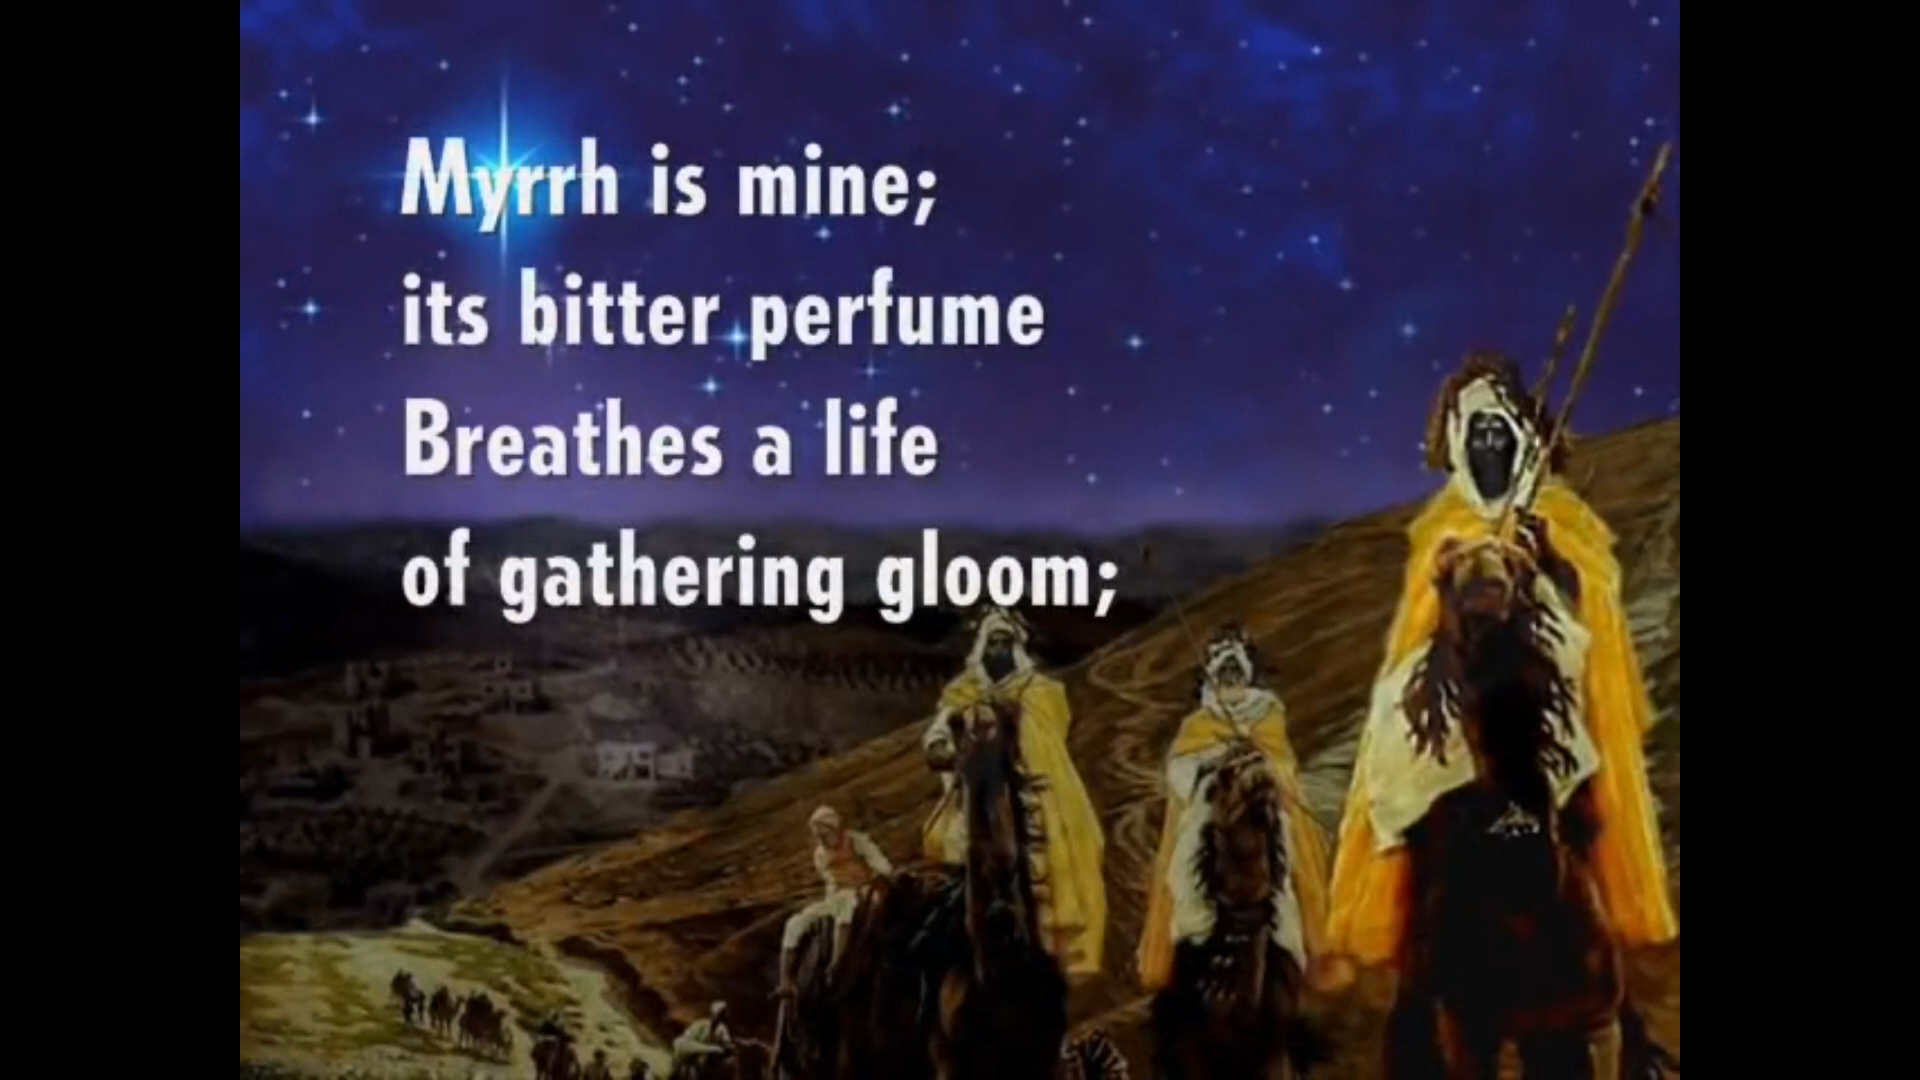 Myrrh is mine;
its bitter perfume
Breathes a life
of gathering gloom;